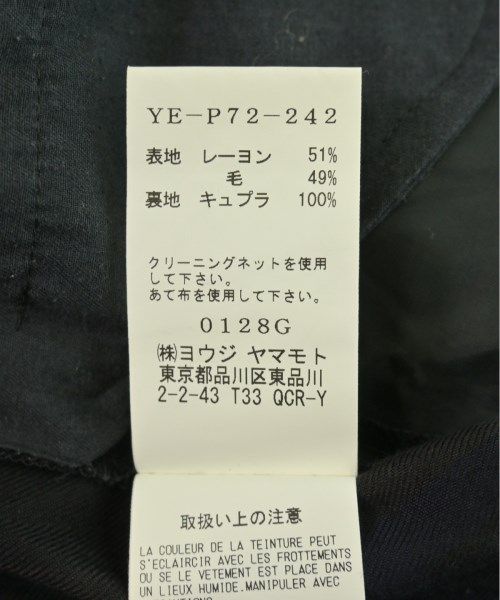 YE-P72-242
表地 レーヨン 51%
毛 49%
裏地 キュプラ 100%
クリーニングネットを使用
して下さい。
あて布を使用して下さい。
0128G
㈱ヨウジ ヤマモト
東京都品川区東品川
2-2-43 T33 QCR-Y
取扱い上の注意
LA COULEUR DE LA TEINTURE PEUT
S'ECLAIRCIR AVEC LES FROTTEMENTS
OU SE LE VETEMENT EST PLACE DANS
UN LIEUX HUMIDE.MANIPULER AVEC